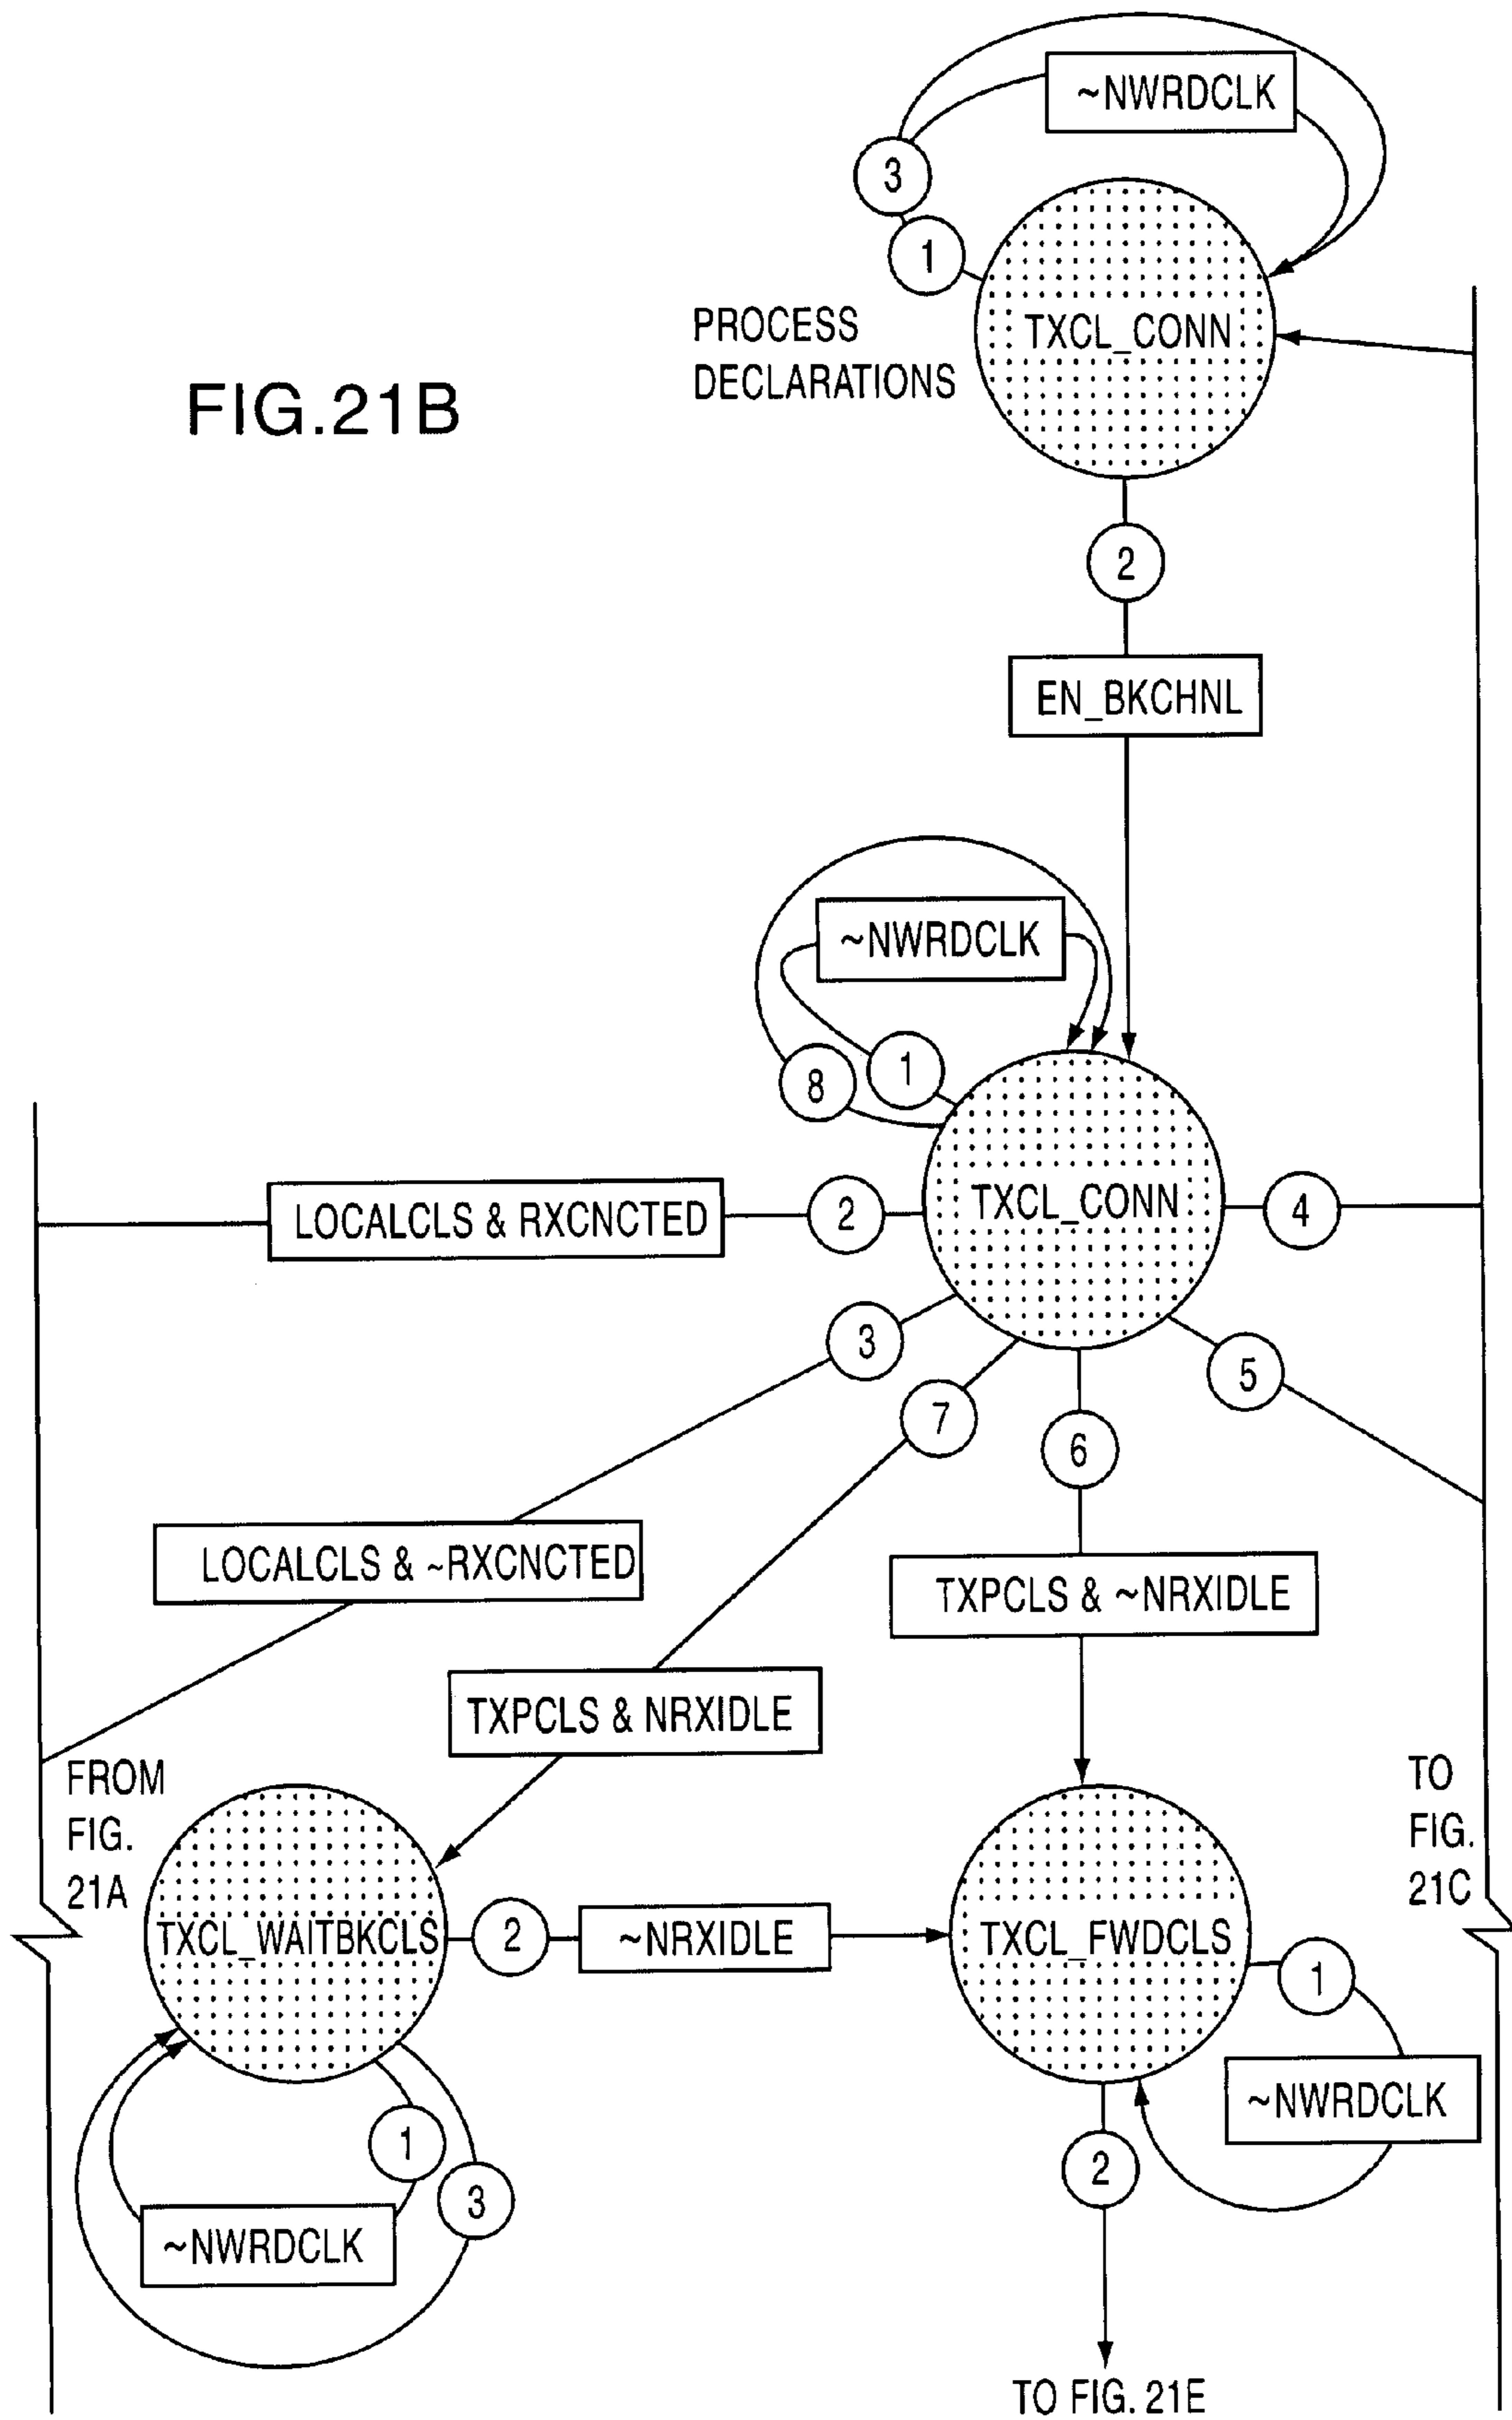 ~NWRDCLK
3
1
PROCESS
DECLARATIONS
TXCL_CONN
FIG.21B
2
EN_BKCHNL
~NWRDCLK
1
8
LOCALCLS & RXCNCTED
2
TXCL_CONN
4
3
5
7
6
LOCALCLS & ~RXCNCTED
TXPCLS & ~NRXIDLE
TXPCLS & NRXIDLE
FROM
FIG.
21A
TO
FIG.
21C
TXCL_WAITBKCLS
2
~NRXIDLE
TXCL_FWDCLS
1
~NWRDCLK
1
3
2
~NWRDCLK
TO FIG. 21E